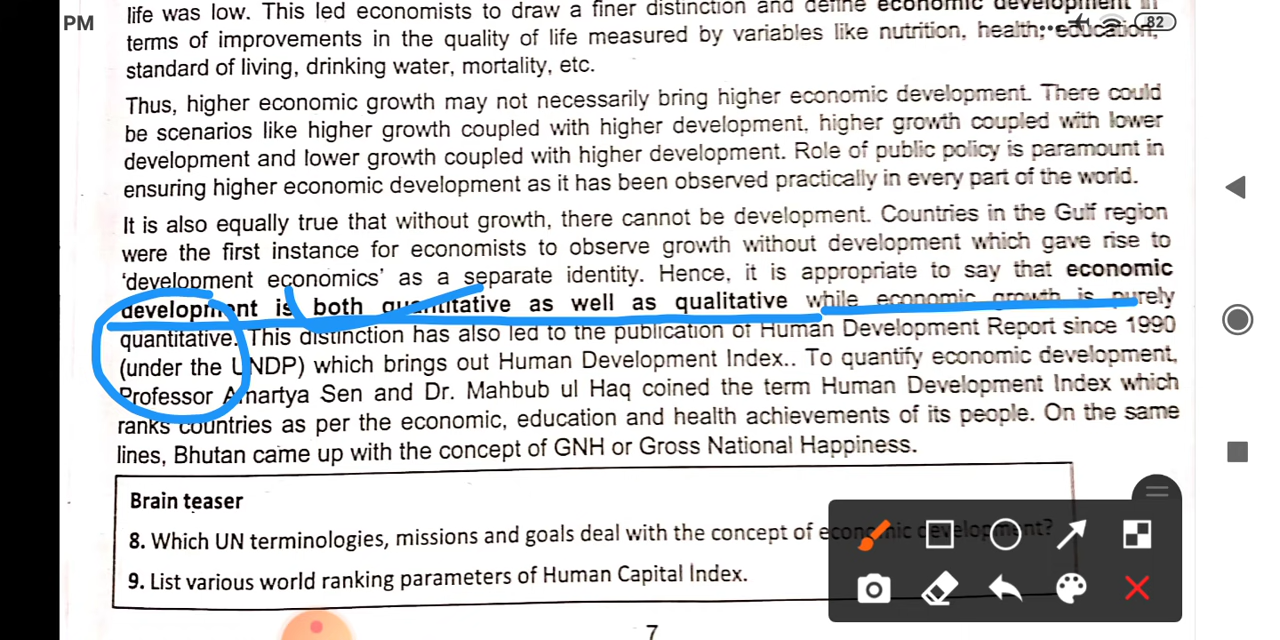 life was low. This led economists to draw a finer distinction and define economic development in
PM
82
terms of improvements in the quality of life measured by variables like nutrition, health, education,
standard of living, drinking water, mortality, etc.
Thus, higher economic growth may not necessarily bring higher economic development. There could
be scenarios like higher growth coupled with higher development, higher growth coupled with lower
development and lower growth coupled with higher development. Role of public policy is paramount in
ensuring higher economic development as it has been observed practically in every part of the world.
It is also equally true that without growth, there cannot be development. Countries in the Gulf region
were the first instance for economists to observe growth without development which gave rise to
‘development economics’ as a separate identity. Hence, it is appropriate to say that economic
development is both quantitative as well as qualitative while economic growth is purely
quantitative. This distinction has also led to the publication of Human Development Report since 1990
(under the UNDP) which brings out Human Development Index.. To quantify economic development,
Professor Amartya Sen and Dr. Mahbub ul Haq coined the term Human Development Index which
ranks countries as per the economic, education and health achievements of its people. On the same
lines, Bhutan came up with the concept of GNH or Gross National Happiness.
Brain teaser
8. Which UN terminologies, missions and goals deal with the concept of economic development?
9. List various world ranking parameters of Human Capital Index.
7